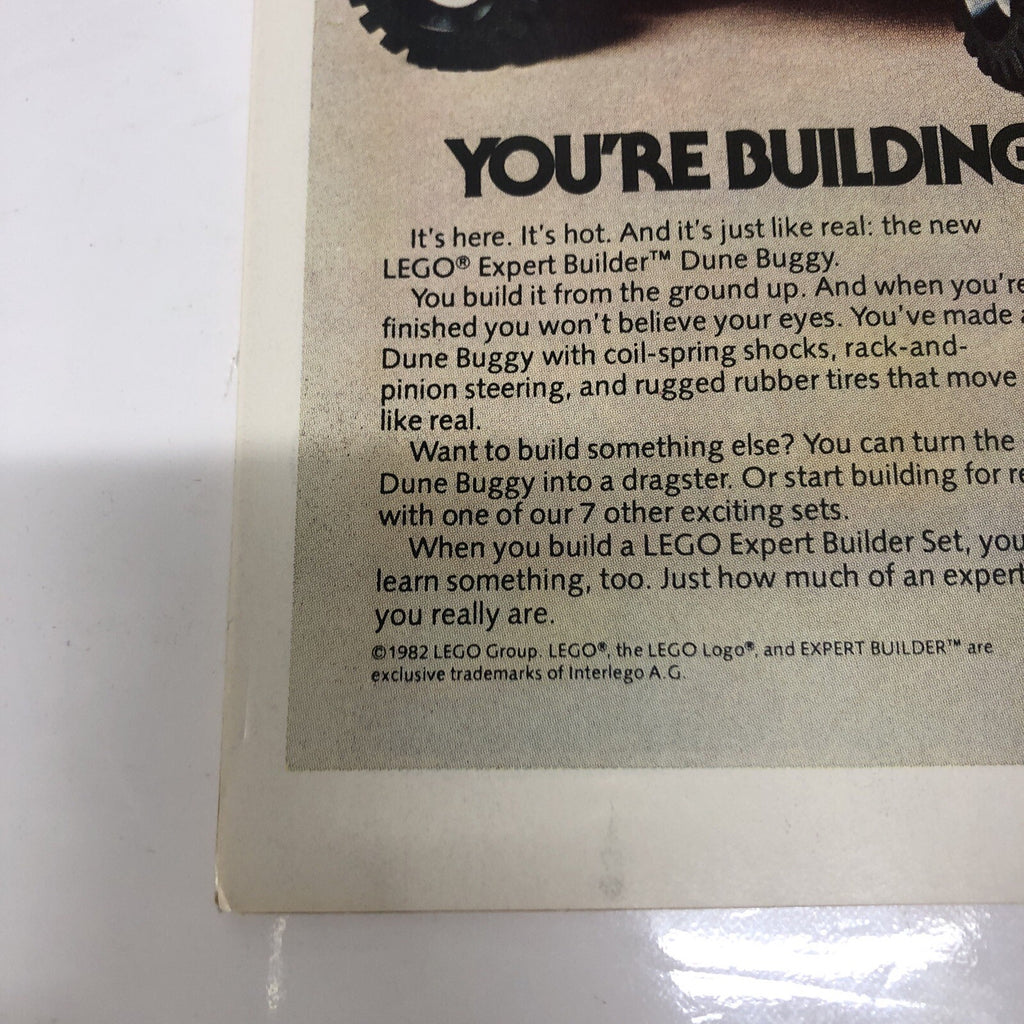 YOU'RE BUILDING
It's here. It's hot. And it's just like real: the new
LEGO® Expert Builder™ Dune Buggy.
You build it from the ground up. And when you're
finished you won't believe your eyes. You've made
Dune Buggy with coil-spring shocks, rack-and-
pinion steering, and rugged rubber tires that move
like real.
Want to build something else? You can turn the
Dune Buggy into a dragster. Or start building for
with one of our 7 other exciting sets.
When you build a LEGO Expert Builder Set, you
learn something, too. Just how much of an expert
you really are.
©1982 LEGO Group. LEGO®, the LEGO Logo®, and EXPERT BUILDER™ are
exclusive trademarks of Interlego A.G.